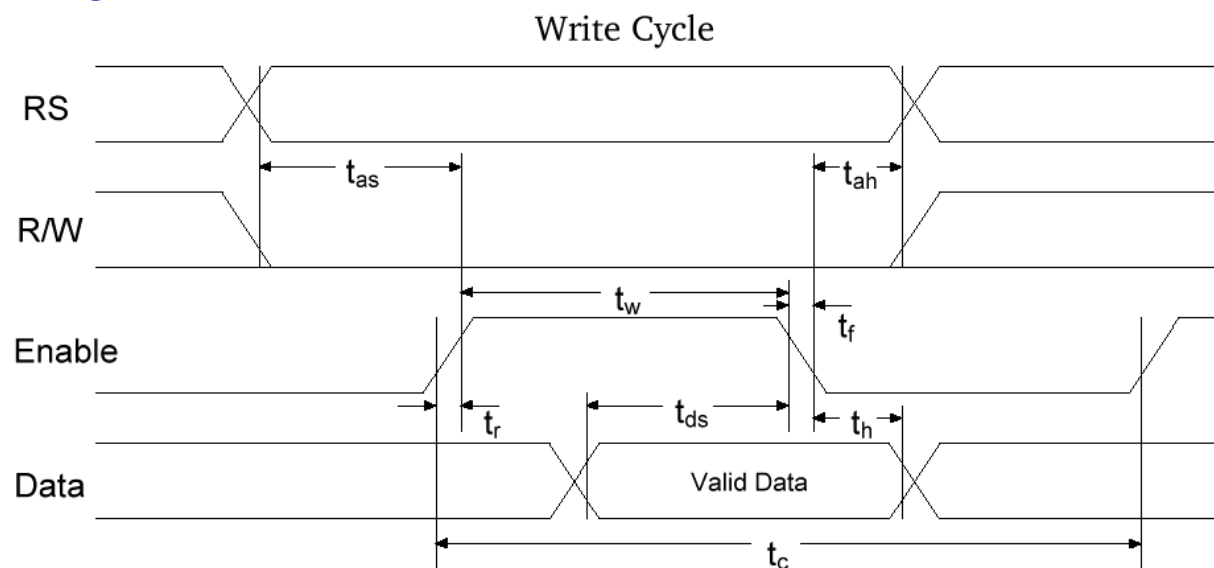 Write Cycle
RS
tas
tah
R/W
tw
tf
Enable
tr
tds
th
Data
Valid Data
tc